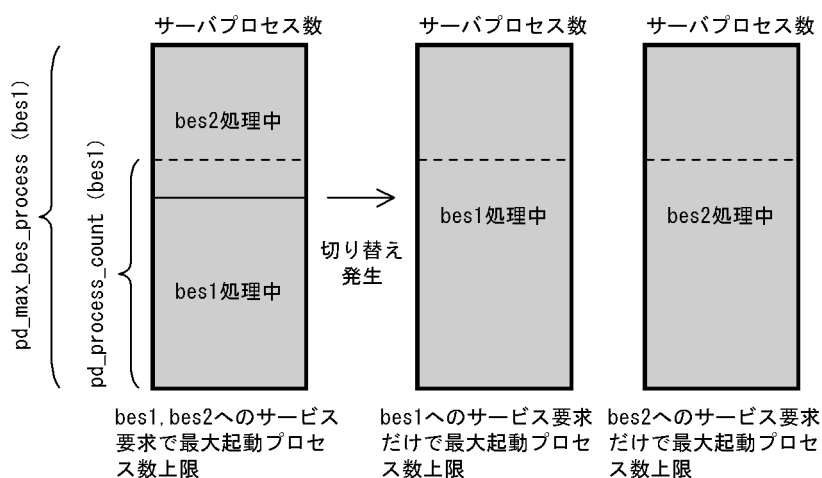 サーバプロセス数
サーバプロセス数
サーバプロセス数
pd_max_bes_process (bes1)
pd_process_count (bes1)
bes2処理中
bes1処理中
切り替え
発生
bes1処理中
bes2処理中
bes1,bes2へのサービス
要求で最大起動プロセ
ス数上限
bes1へのサービス要求
だけで最大起動プロセ
ス数上限
bes2へのサービス要求
だけで最大起動プロセ
ス数上限